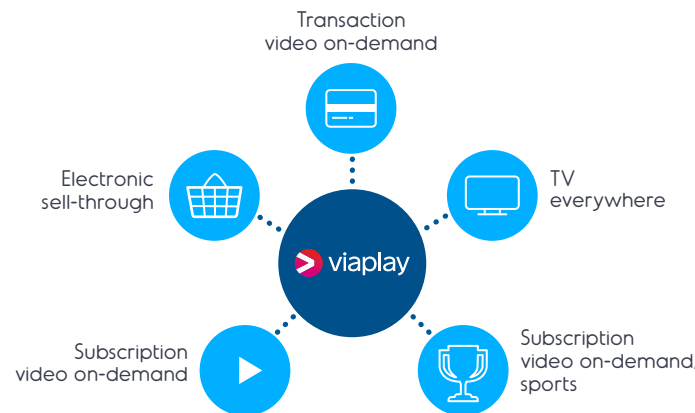 Transaction
video on-demand
Electronic
sell-through
TV
everywhere
viaplay
Subscription
video on-demand
Subscription
video on-demand,
sports